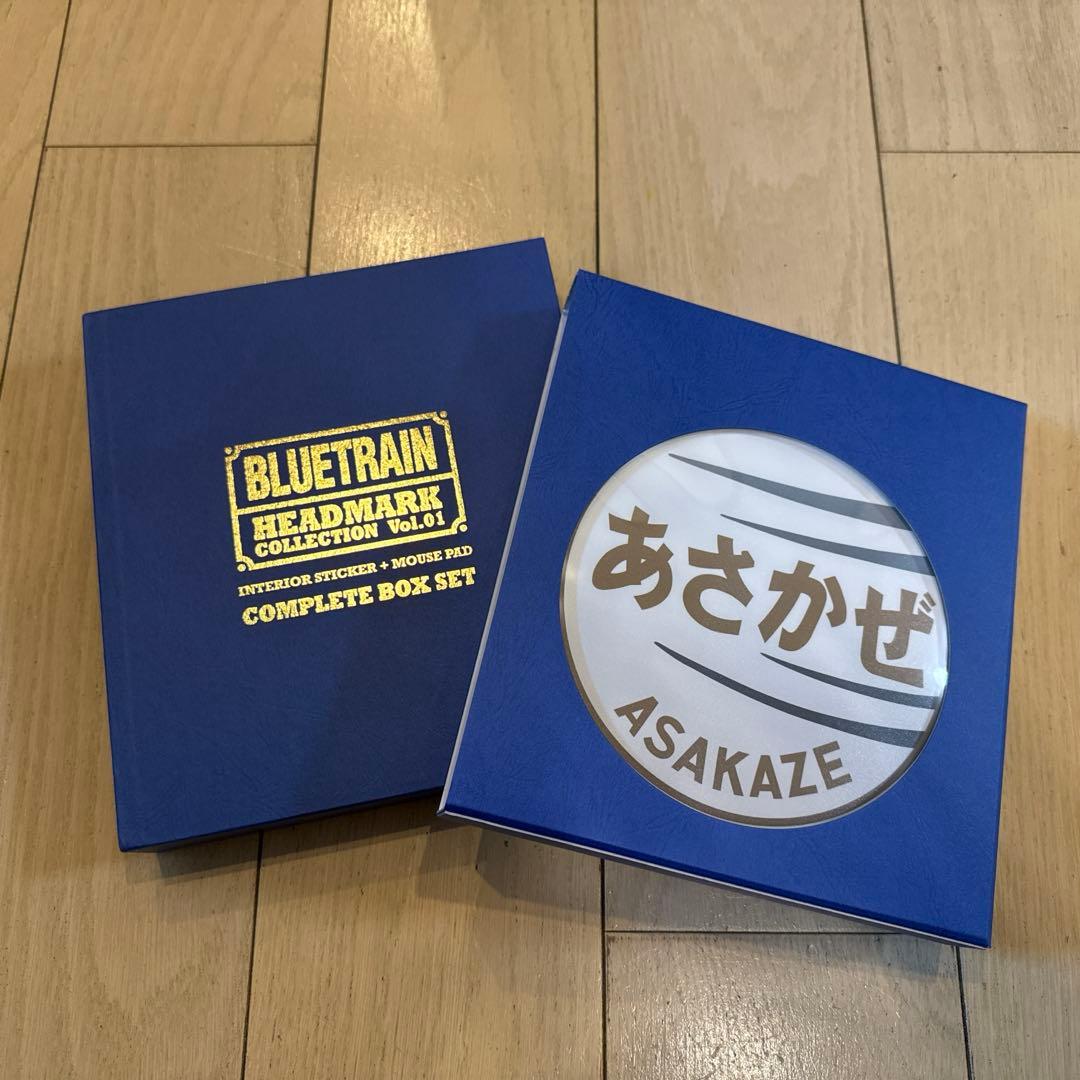 BLUETRAIN
HEADMARK
COLLECTION Vol.01
INTERIOR STICKER + MOUSE PAD
COMPLETE BOX SET
あさかぜ
ASAKAZE